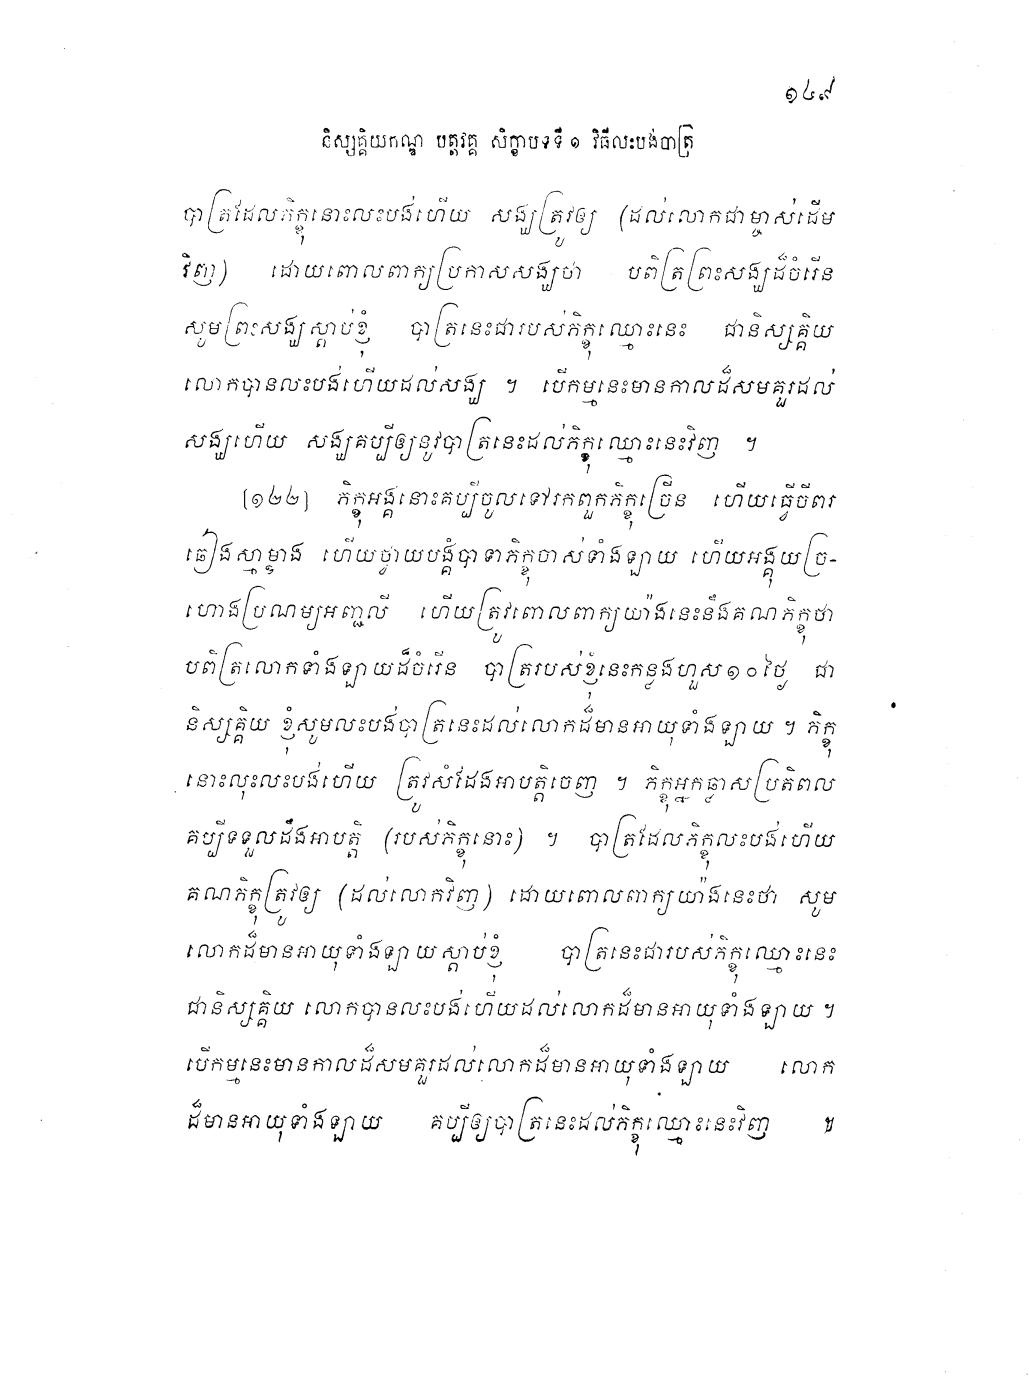 ១៤៩
និស្សគ្គិយកណ្ឌ បត្តវគ្គ សិក្ខាបទទី ១ វិធីលះបង់បាត្រ
បាត្រដែលភិក្ខុនោះលះបង់ហើយ សង្ឃត្រូវឲ្យ (ដល់លោកជាម្ចាស់ដើម
វិញ) ដោយពោលពាក្យប្រកាសសង្ឃថា បពិត្រព្រះសង្ឃដ៏ចំរើន
សូមព្រះសង្ឃស្តាប់ខ្ញុំ បាត្រនេះជារបស់ភិក្ខុឈ្មោះនេះ ជានិស្សគ្គិយ
លោកបានលះបង់ហើយដល់សង្ឃ ។ បើកម្មនេះមានកាលដ៏សមគួរដល់
សង្ឃហើយ សង្ឃគប្បីឲ្យនូវបាត្រនេះដល់ភិក្ខុឈ្មោះនេះវិញ ។
[១២២] ភិក្ខុអង្គនោះគប្បីចូលទៅរកពួកភិក្ខុច្រើន ហើយធ្វើចីពរ
ឆៀងស្មាម្ខាង ហើយថ្វាយបង្គំបាទាភិក្ខុចាស់ទាំងឡាយ ហើយអង្គុយច្រ-
ហោងប្រណម្យអញ្ជលី ហើយត្រូវពោលពាក្យយ៉ាងនេះនឹងគណភិក្ខុថា
បពិត្រលោកទាំងឡាយដ៏ចំរើន បាត្ររបស់ខ្ញុំនេះកន្លងហួស ១០ ថ្ងៃ ជា
និស្សគ្គិយ ខ្ញុំសូមលះបង់បាត្រនេះដល់លោកដ៏មានអាយុទាំងឡាយ ។ ភិក្ខុ
នោះលុះលះបង់ហើយ ត្រូវសំដែងអាបត្តិចេញ ។ ភិក្ខុអ្នកឆ្លាសប្រតិពល
គប្បីទទួលដឹងអាបត្តិ (របស់ភិក្ខុនោះ) ។ បាត្រដែលភិក្ខុលះបង់ហើយ
គណភិក្ខុត្រូវឲ្យ (ដល់លោកវិញ) ដោយពោលពាក្យយ៉ាងនេះថា សូម
លោកដ៏មានអាយុទាំងឡាយស្តាប់ខ្ញុំ បាត្រនេះជារបស់ភិក្ខុឈ្មោះនេះ
ជានិស្សគ្គិយ លោកបានលះបង់ហើយដល់លោកដ៏មានអាយុទាំងឡាយ ។
បើកម្មនេះមានកាលដ៏សមគួរដល់លោកដ៏មានអាយុទាំងឡាយ លោក
ដ៏មានអាយុទាំងឡាយ គប្បីឲ្យបាត្រនេះដល់ភិក្ខុឈ្មោះនេះវិញ ៕